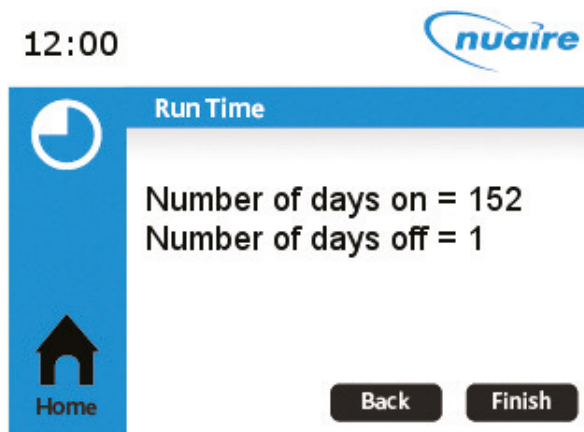 12:00
nuaire
Run Time
Number of days on = 152
Number of days off = 1
Home
Back
Finish